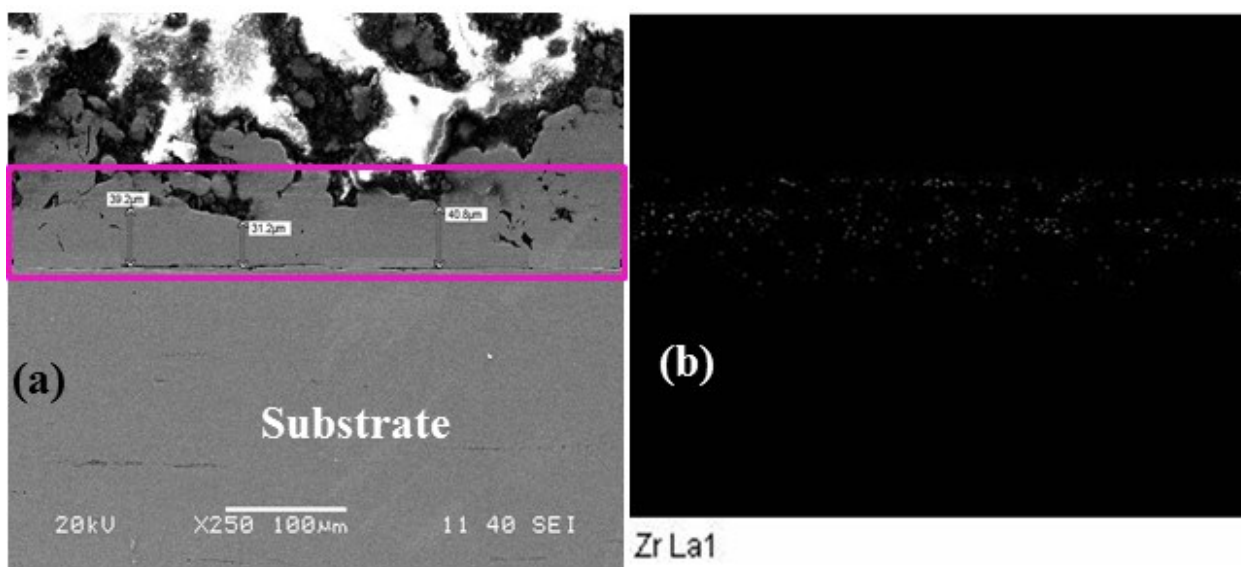 39.2μm
40.8μm
31.2μm
(a)
(b)
Substrate
20kV X250 100μm 11 40 SEI
Zr La1